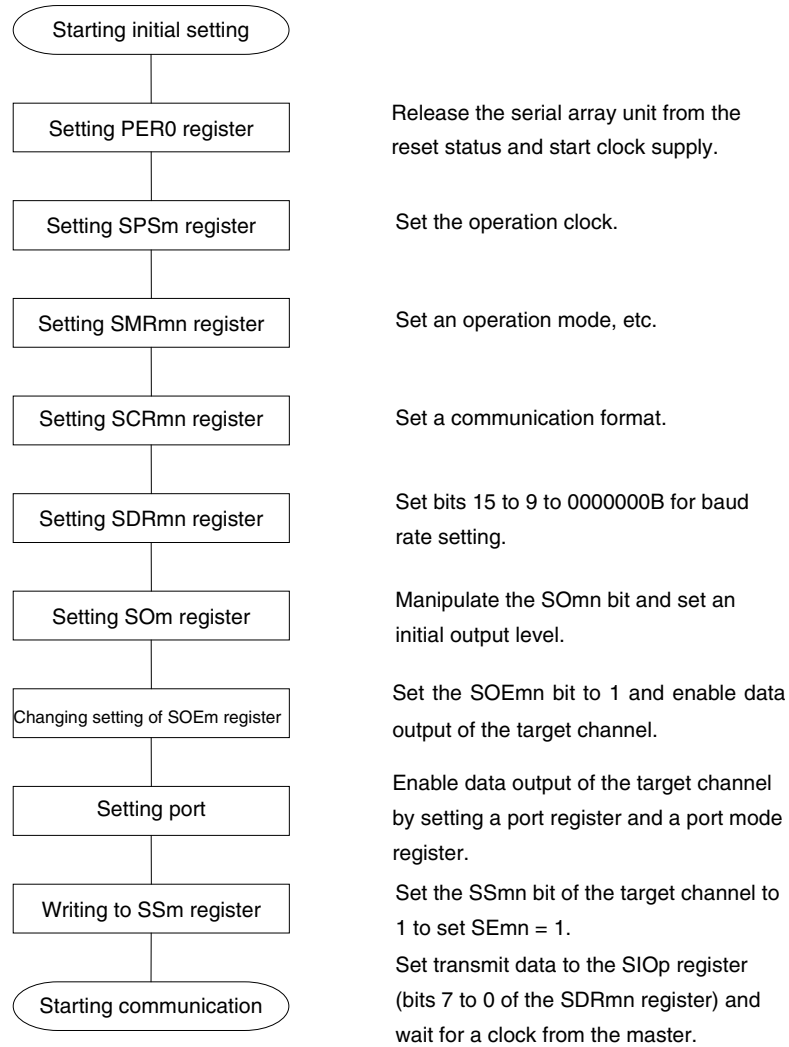 Starting initial setting
Setting PER0 register
Release the serial array unit from the
reset status and start clock supply.
Setting SPSm register
Set the operation clock.
Setting SMRmn register
Set an operation mode, etc.
Setting SCRmn register
Set a communication format.
Setting SDRmn register
Set bits 15 to 9 to 0000000B for baud
rate setting.
Setting SOm register
Manipulate the SOmn bit and set an
initial output level.
Changing setting of SOEm register
Set the SOEmn bit to 1 and enable data
output of the target channel.
Setting port
Enable data output of the target channel
by setting a port register and a port mode
register.
Writing to SSm register
Set the SSmn bit of the target channel to
1 to set SEmn = 1.
Starting communication
Set transmit data to the SIOp register
(bits 7 to 0 of the SDRmn register) and
wait for a clock from the master.